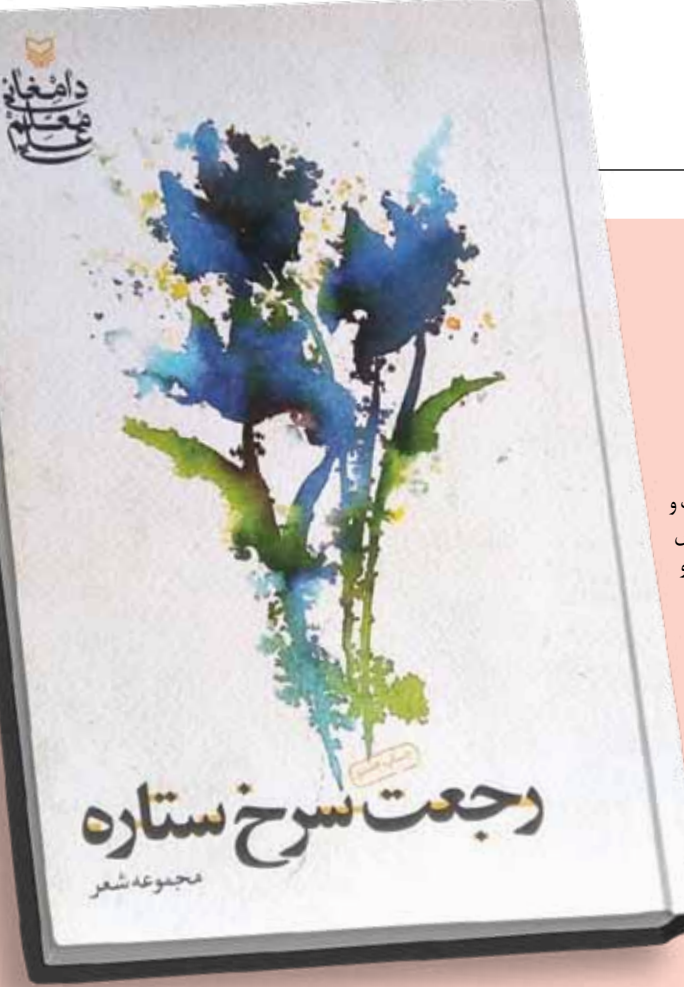 دامغانی
معلم
علی
رجعت سرخ ستاره
مجموعه شعر
و
و